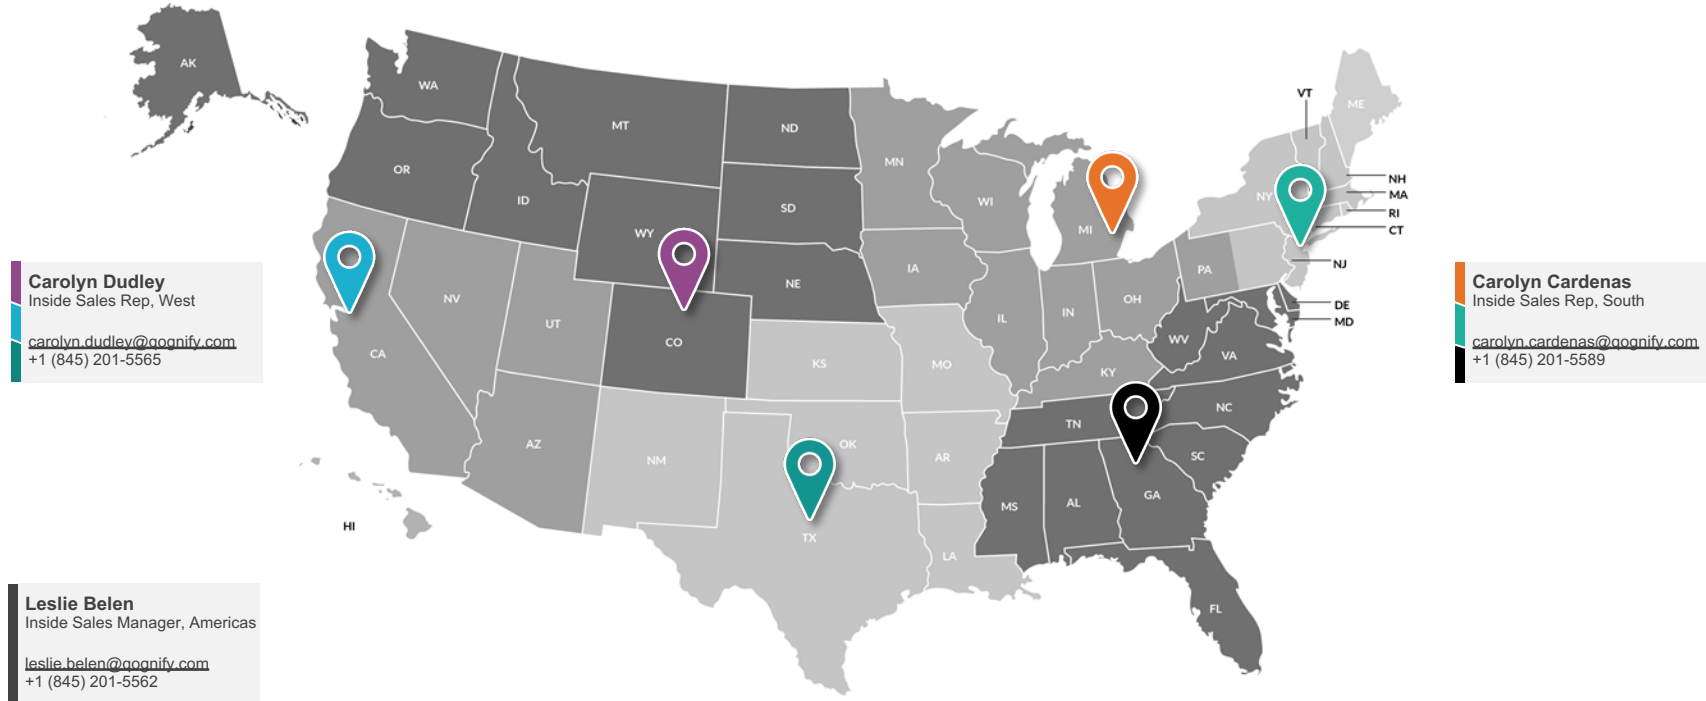 AK
WA
OR
ID
MT
ND
SD
WY
NE
MN
WI
IA
MI
IL
IN
OH
PA
NY
VT
ME
NH
MA
RI
CT
NJ
DE
MD
WV
VA
KY
NC
TN
SC
GA
AL
MS
FL
CA
NV
UT
CO
KS
MO
AZ
NM
OK
AR
TX
LA
HI
Carolyn Dudley
Inside Sales Rep, West
carolyn.dudley@qognify.com
+1 (845) 201-5565
Leslie Belen
Inside Sales Manager, Americas
leslie.belen@qognify.com
+1 (845) 201-5562
Carolyn Cardenas
Inside Sales Rep, South
carolyn.cardenas@qognify.com
+1 (845) 201-5589